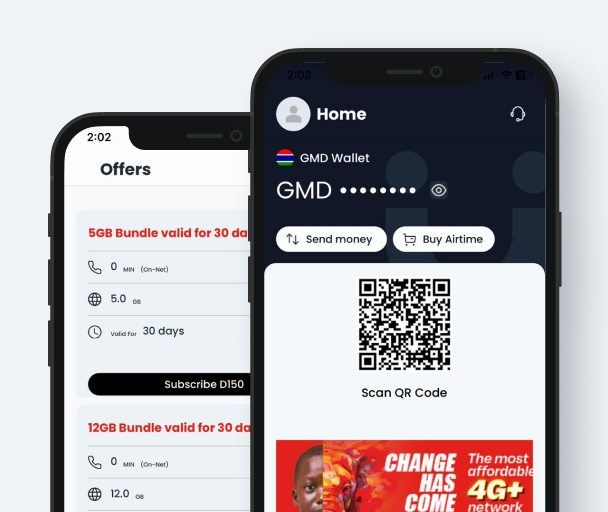 2:02
Offers
5GB Bundle valid for 30 da
0 MIN (On-Net)
5.0 GB
Valid For 30 days
Subscribe D150
12GB Bundle valid for 30 da
0 MIN (On-Net)
12.0 GB
2:02
Home
GMD Wallet
GMD ••••••••
Send money
Buy Airtime
Scan QR Code
CHANGE
HAS
COME
The most
affordable
4G+
network